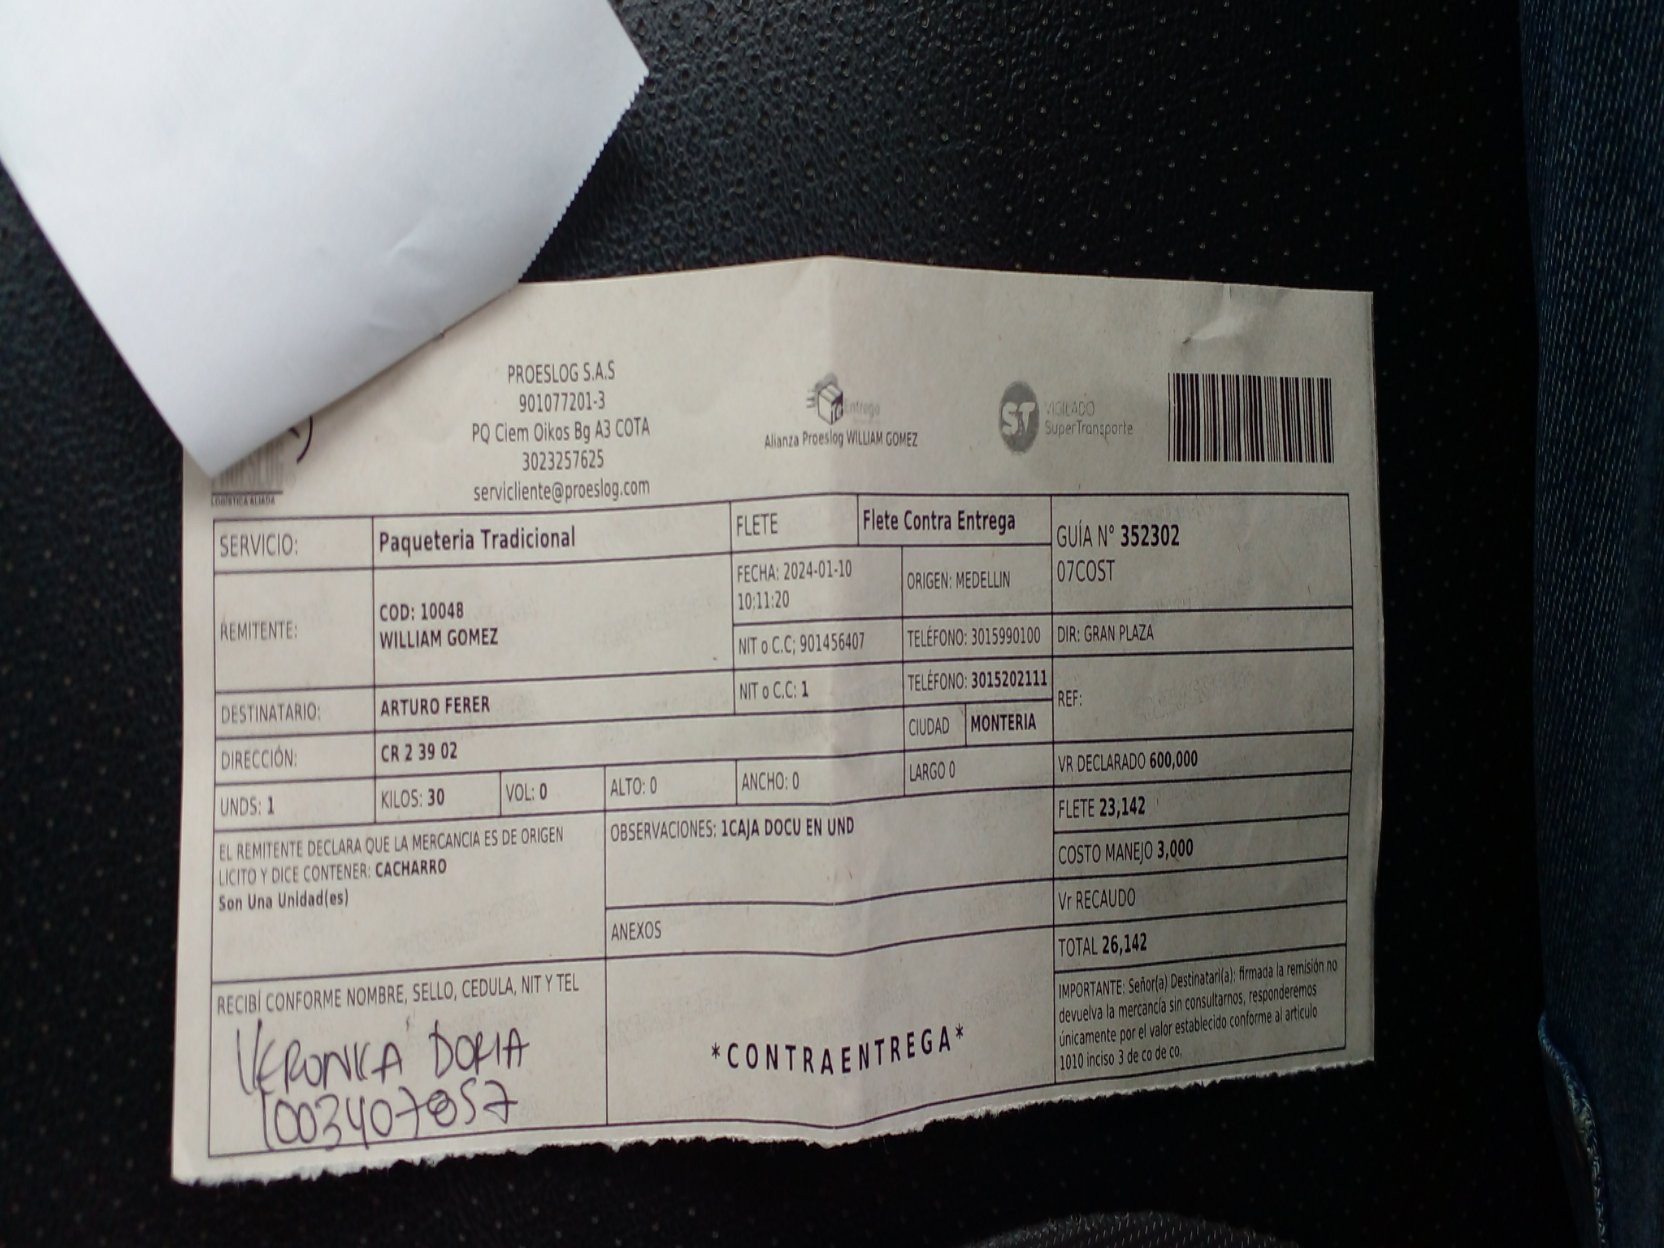 PROESLOG S.A.S
901077201-3
PQ Ciem Oikos Bg A3 COTA
3023257625
servicliente@proeslog.com
LOGÍSTICA ALIADA
Entrega
Alianza Proeslog WILLIAM GOMEZ
ST VIGILADO
SuperTransporte
SERVICIO: Paqueteria Tradicional FLETE Flete Contra Entrega
GUÍA N° 352302
07COST
REMITENTE: COD: 10048
WILLIAM GOMEZ
FECHA: 2024-01-10
10:11:20
ORIGEN: MEDELLIN
NIT o C.C; 901456407 TELÉFONO: 3015990100 DIR: GRAN PLAZA
DESTINATARIO: ARTURO FERER NIT o C.C: 1 TELÉFONO: 3015202111
REF:
DIRECCIÓN: CR 2 39 02 CIUDAD MONTERIA
UNDS: 1 KILOS: 30 VOL: 0 ALTO: 0 ANCHO: 0 LARGO 0
VR DECLARADO 600,000
FLETE 23,142
COSTO MANEJO 3,000
Vr RECAUDO
TOTAL 26,142
EL REMITENTE DECLARA QUE LA MERCANCIA ES DE ORIGEN
LICITO Y DICE CONTENER: CACHARRO
Son Una Unidad(es)
OBSERVACIONES: 1CAJA DOCU EN UND
ANEXOS
RECIBÍ CONFORME NOMBRE, SELLO, CEDULA, NIT Y TEL
VERONIKA DORIA
1003407857
*CONTRAENTREGA*
IMPORTANTE: Señor(a) Destinatari(a): firmada la remisión no
devuelva la mercancía sin consultarnos, responderemos
únicamente por el valor establecido conforme al articulo
1010 inciso 3 de co de co.